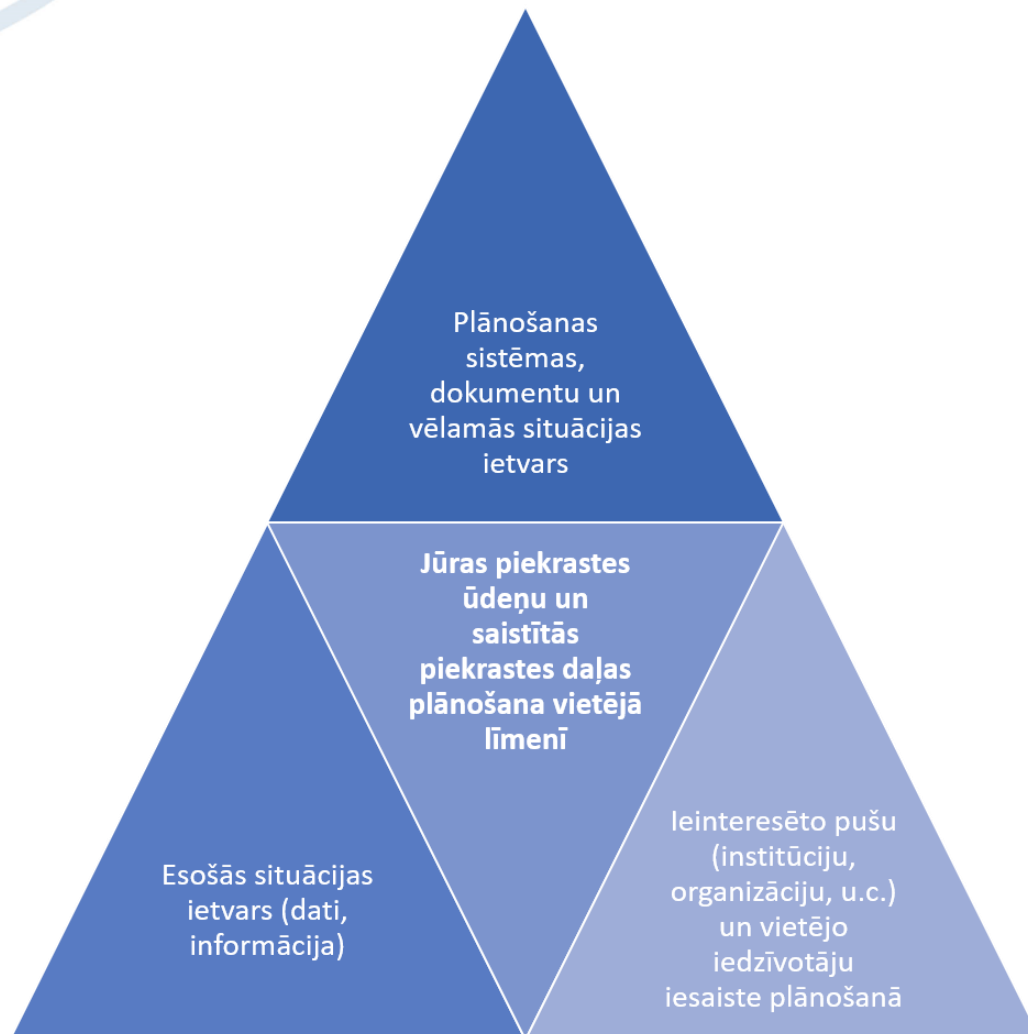 Plānošanas
sistēmas,
dokumentu un
vēlamās situācijas
ietvars
Jūras piekrastes
ūdeņu un
saistītās
piekrastes daļas
plānošana vietējā
līmenī
Esošās situācijas
ietvars (dati,
informācija)
Ieinteresēto pušu
(institūciju,
organizāciju, u.c.)
un vietējo
iedzīvotāju
iesaiste plānošanā